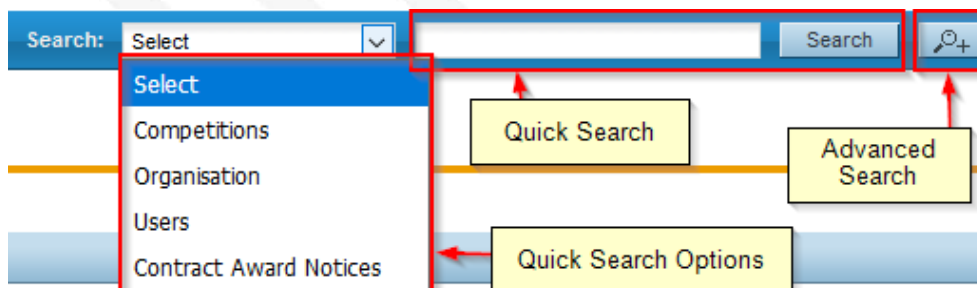 Search: Select Search
Select
Competitions
Quick Search
Organisation
Advanced
Search
Users
Contract Award Notices
Quick Search Options